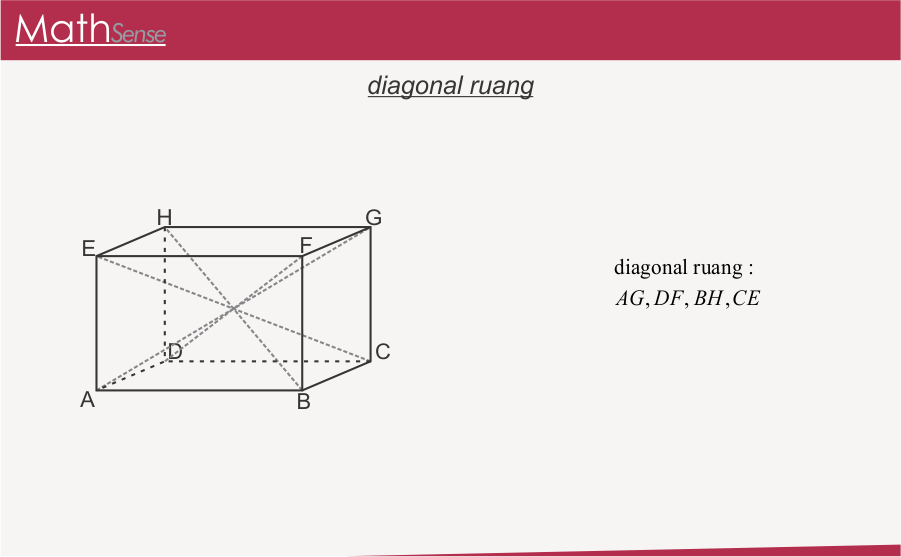 MathSense
diagonal ruang
H
G
E
F
diagonal ruang :
AG, DF, BH, CE
D
C
A
B